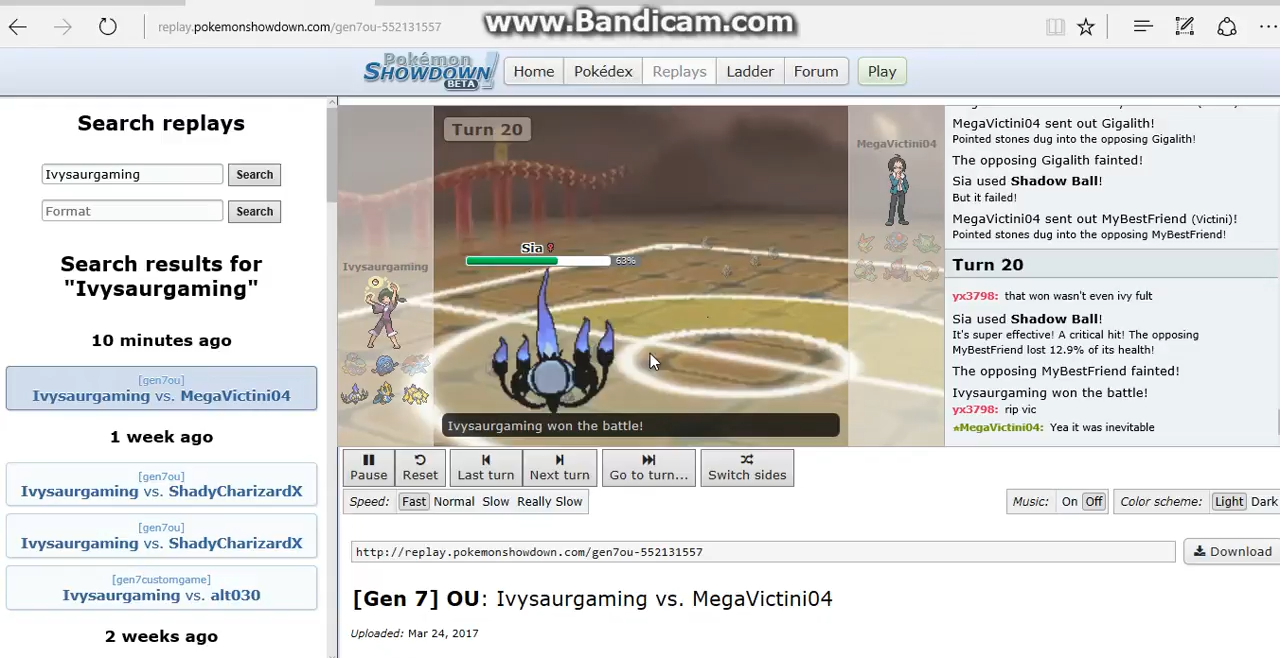 www.Bandicam.com
replay.pokemonshowdown.com/gen7ou-552131557
Pokémon
SHOWDOWN!
BETA
Home
Pokédex
Replays
Ladder
Forum
Play
Search replays
Ivysaurgaming
Search
Format
Search
Search results for
"Ivysaurgaming"
10 minutes ago
[gen7ou]
Ivysaurgaming vs. MegaVictini04
1 week ago
[gen7ou]
Ivysaurgaming vs. ShadyCharizardX
[gen7ou]
Ivysaurgaming vs. ShadyCharizardX
[gen7customgame]
Ivysaurgaming vs. alt030
2 weeks ago
Turn 20
Ivysaurgaming
Sia ♀
63%
MegaVictini04
Ivysaurgaming won the battle!
MegaVictini04 sent out Gigalith!
Pointed stones dug into the opposing Gigalith!
The opposing Gigalith fainted!
Sia used Shadow Ball!
But it failed!
MegaVictini04 sent out MyBestFriend (Victini)!
Pointed stones dug into the opposing MyBestFriend!
Turn 20
yx3798: that won wasn't even ivy fult
Sia used Shadow Ball!
It's super effective! A critical hit! The opposing
MyBestFriend lost 12.9% of its health!
The opposing MyBestFriend fainted!
Ivysaurgaming won the battle!
yx3798: rip vic
★MegaVictini04: Yea it was inevitable
Pause
Reset
Last turn
Next turn
Go to turn...
Switch sides
Speed: Fast Normal Slow Really Slow
Music: On Off
Color scheme: Light Dark
http://replay.pokemonshowdown.com/gen7ou-552131557
Download
[Gen 7] OU: Ivysaurgaming vs. MegaVictini04
Uploaded: Mar 24, 2017